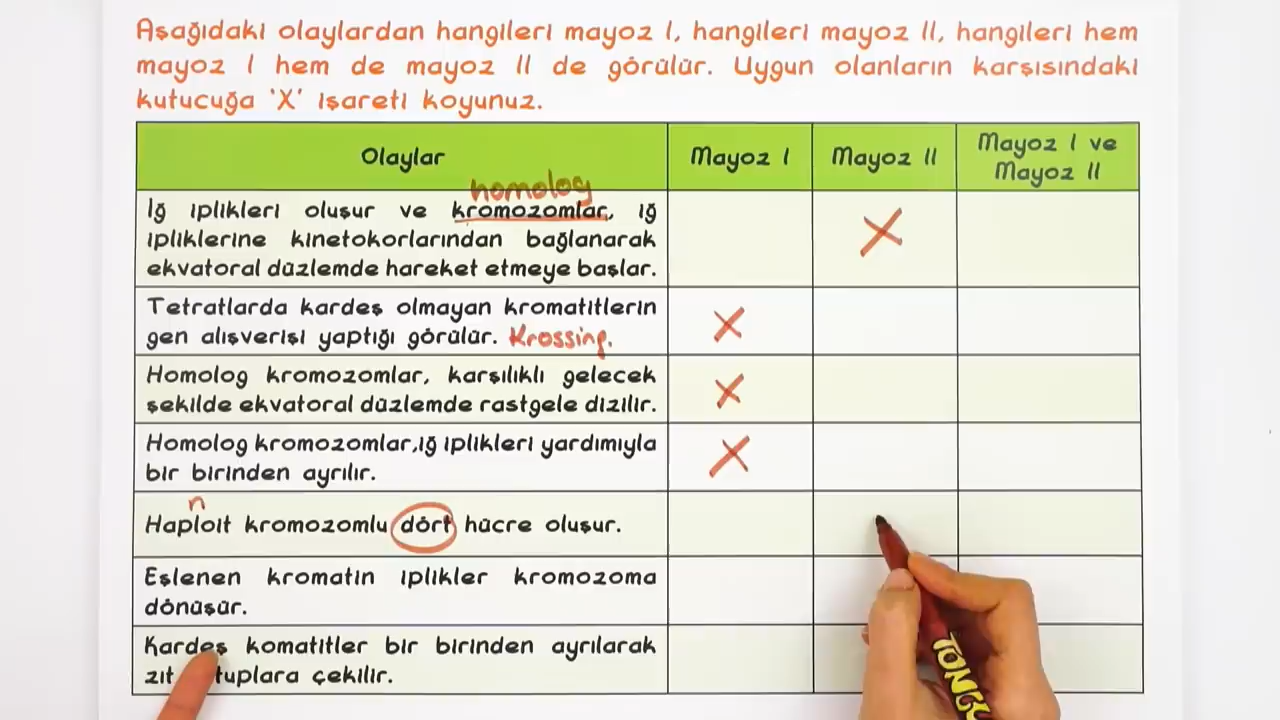 Aşağıdaki olaylardan hangileri mayoz I, hangileri mayoz II, hangileri hem
mayoz I hem de mayoz II de görülür. Uygun olanların karşısındaki
kutucuğa 'X' işareti koyunuz.
Olaylar
Mayoz I
Mayoz II
Mayoz I ve
Mayoz II
homolog
İğ iplikleri oluşur ve kromozomlar, iğ
ipliklerine kinetokorlarından bağlanarak
ekvatoral düzlemde hareket etmeye başlar.
X
Tetratlarda kardeş olmayan kromatitlerin
gen alışverişi yaptığı görülür. Krossing.
X
Homolog kromozomlar, karşılıklı gelecek
şekilde ekvatoral düzlemde rastgele dizilir.
X
Homolog kromozomlar,iğ iplikleri yardımıyla
bir birinden ayrılır.
X
n
Haploit kromozomlu dört hücre oluşur.
Eşlenen kromatin iplikler kromozoma
dönüşür.
Kardeş komatitler bir birinden ayrılarak
zıt tuplara çekilir.